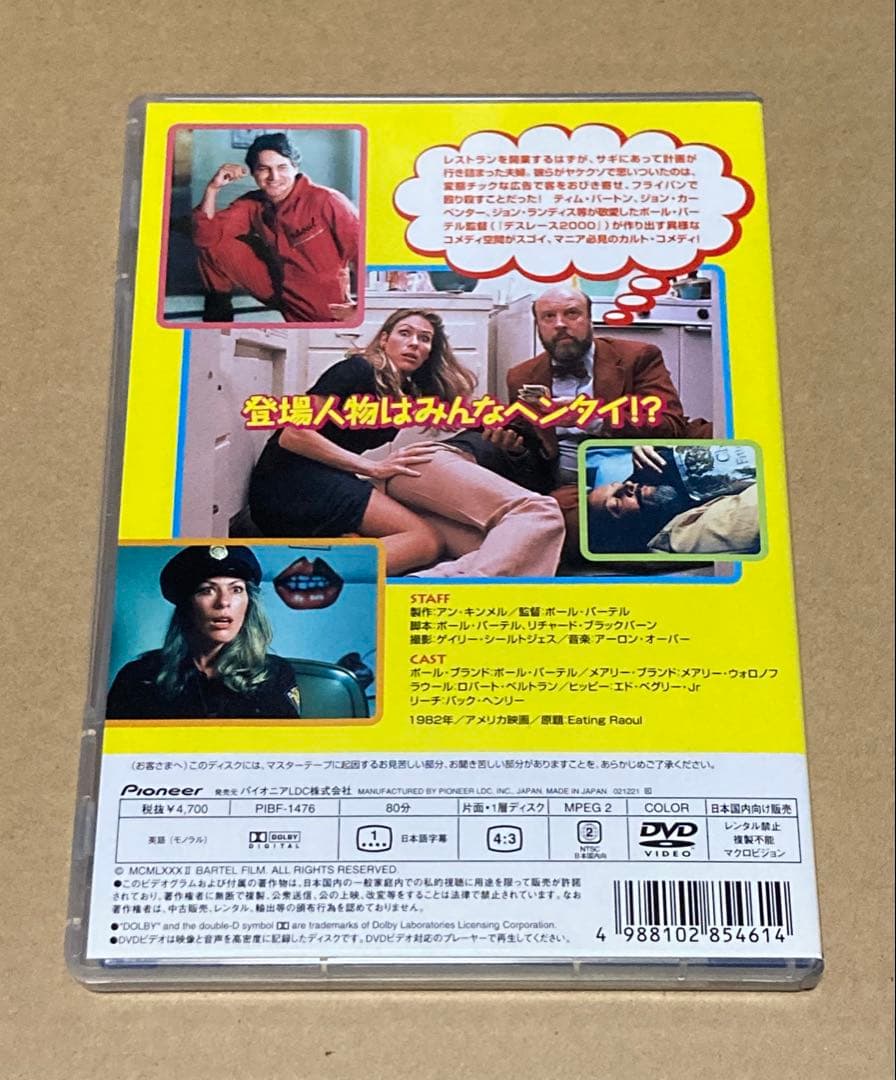 レストランを開業するはずが、サギにあって計画が
行き詰まった夫婦。彼らがヤケクソで思いついたのは、
変態チックな広告で客をおびき寄せ、フライパンで
殴り殺すことだった! ティム・バートン、ジョン・カー
ペンター、ジョン・ランディス等が敬愛したポール・バー
テル監督(『デスレース2000』)が作り出す異様な
コメディ空間がスゴイ、マニア必見のカルト・コメディ!
Raoul
登場人物はみんなヘンタイ!?
STAFF
製作:アン・キンメル/監督:ポール・バーテル
脚本:ポール・バーテル、リチャード・ブラックバーン
撮影:ゲイリー・シールトジェス/音楽:アーロン・オーバー
CAST
ポール・ブランド:ポール・バーテル/メアリー・ブランド:メアリー・ウォロノフ
ラウール:ロバート・ベルトラン/ヒッピー:エド・ベグリー・Jr
リーチ:バック・ヘンリー
1982年/アメリカ映画/原題:Eating Raoul
(お客さまへ)このディスクには、マスターテープに起因するお見苦しい部分、お聞き苦しい部分がありますことを、あらかじめご了承ください。
Pioneer 発売元 パイオニアLDC株式会社 MANUFACTURED BY PIONEER LDC, INC., JAPAN. MADE IN JAPAN 021221
税抜¥4,700 PIBF-1476 80分 片面・1層ディスク MPEG 2 COLOR 日本国内向け販売
英語(モノラル) DOLBY DIGITAL 1 日本語字幕 4:3 2 NTSC 日本国内向 DVD VIDEO レンタル禁止
複製不能
マクロビジョン
© MCMLXXXⅡ BARTEL FILM. ALL RIGHTS RESERVED.
●このビデオグラムおよび付属の著作物は、日本国内の一般家庭内での私的視聴に用途を限って販売が許諾
されており、著作権者に無断で複製、公衆送信、公の上映、改変等をすることは法律で禁止されています。なお
著作権者は、中古販売、レンタル、輸出等の頒布行為を認めておりません。
●"DOLBY" and the double-D symbol are trademarks of Dolby Laboratories Licensing Corporation.
●DVDビデオは映像と音声を高密度に記録したディスクです。DVDビデオ対応のプレーヤーで再生してください。
4 988102 854614